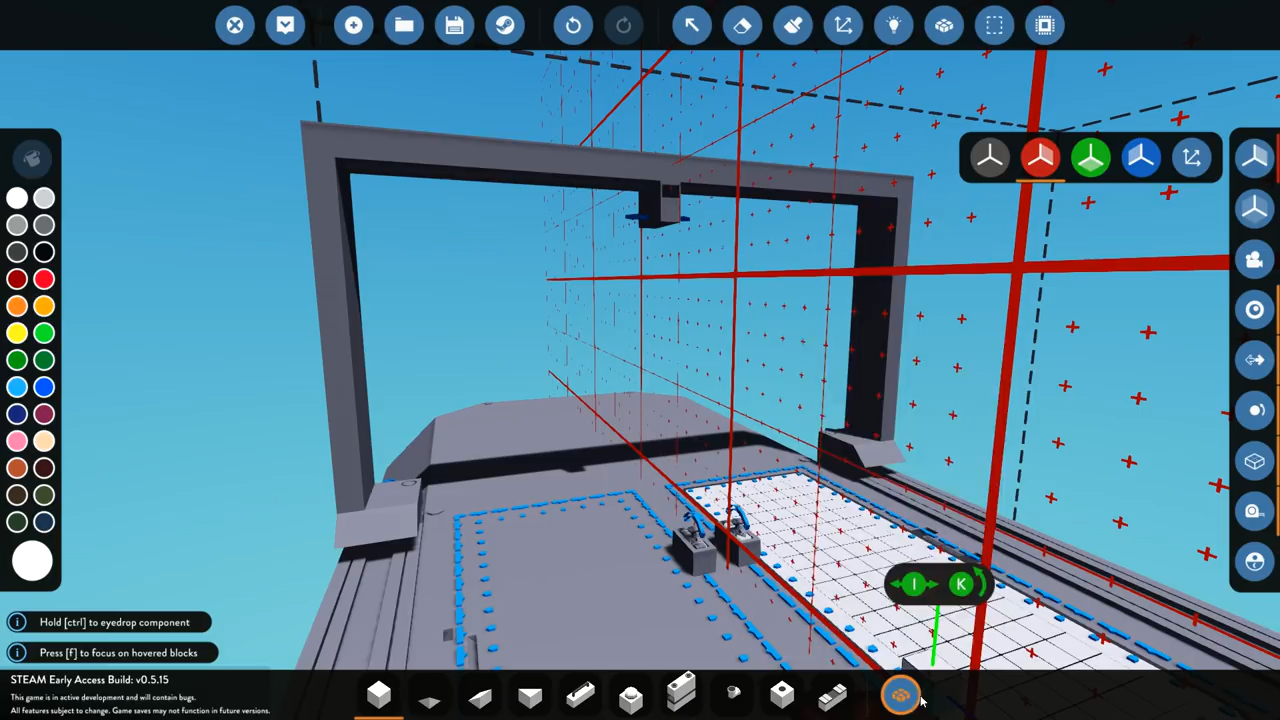 I K
Hold [ctrl] to eyedrop component
Press [f] to focus on hovered blocks
STEAM Early Access Build: v0.5.15
This game is in active development and will contain bugs.
All features subject to change. Game saves may not function in future versions.